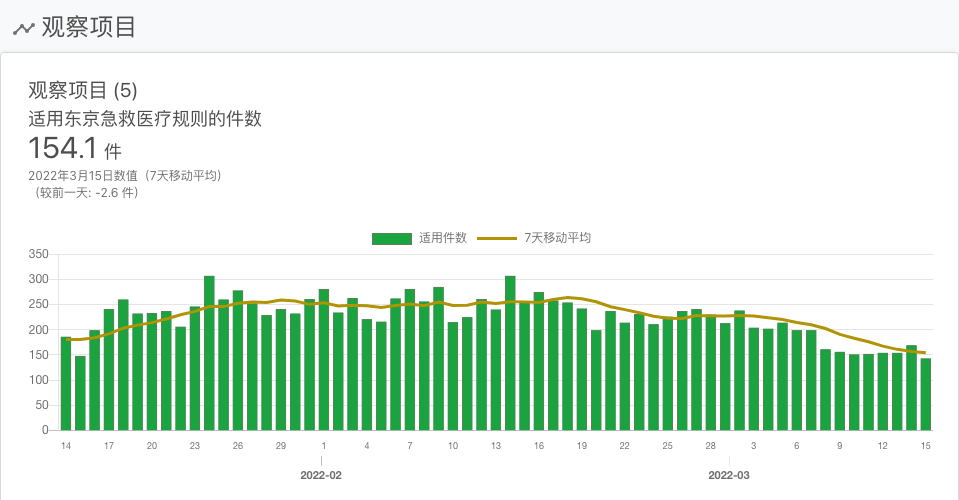 观察项目
观察项目 (5)
适用东京急救医疗规则的件数
154.1 件
2022年3月15日数值（7天移动平均）
（较前一天: -2.6 件）
适用件数 7天移动平均
350
300
250
200
150
100
50
0
14 17 20 23 26 29 1 4 7 10 13 16 19 22 25 28 3 6 9 12 15
2022-02 2022-03